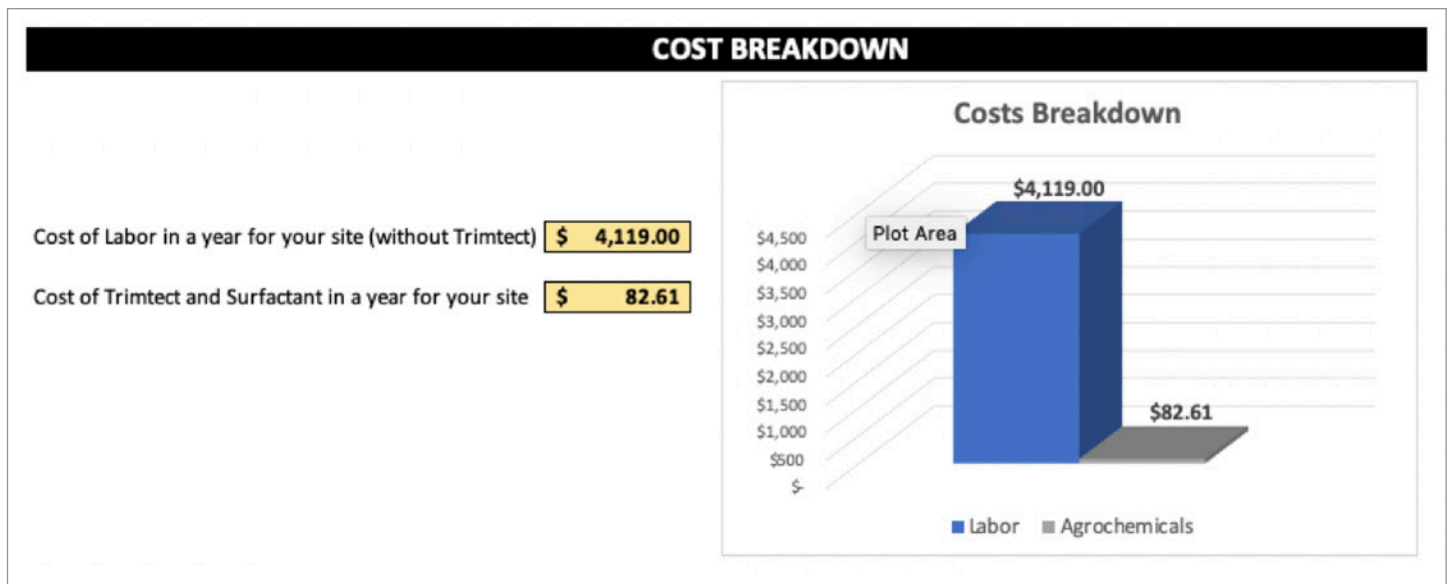 COST BREAKDOWN
Cost of Labor in a year for your site (without Trimtect) $ 4,119.00
Cost of Trimtect and Surfactant in a year for your site $ 82.61
Costs Breakdown
$4,119.00
Plot Area
$4,500
$4,000
$3,500
$3,000
$2,500
$2,000
$1,500
$1,000
$500
$-
$82.61
Labor Agrochemicals